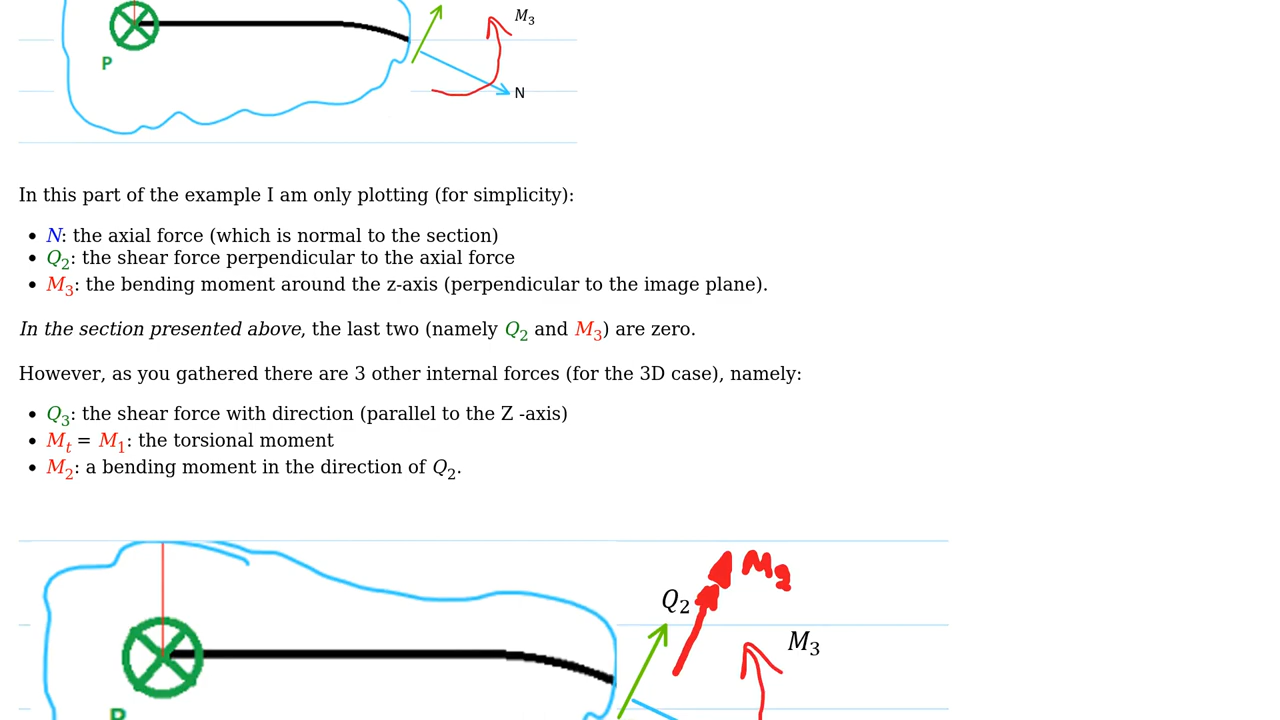 M3
P
N
In this part of the example I am only plotting (for simplicity):
• N: the axial force (which is normal to the section)
• Q2: the shear force perpendicular to the axial force
• M3: the bending moment around the z-axis (perpendicular to the image plane).
In the section presented above, the last two (namely Q2 and M3) are zero.
However, as you gathered there are 3 other internal forces (for the 3D case), namely:
• Q3: the shear force with direction (parallel to the Z -axis)
• Mt = M1: the torsional moment
• M2: a bending moment in the direction of Q2.
M2
Q2
M3
P